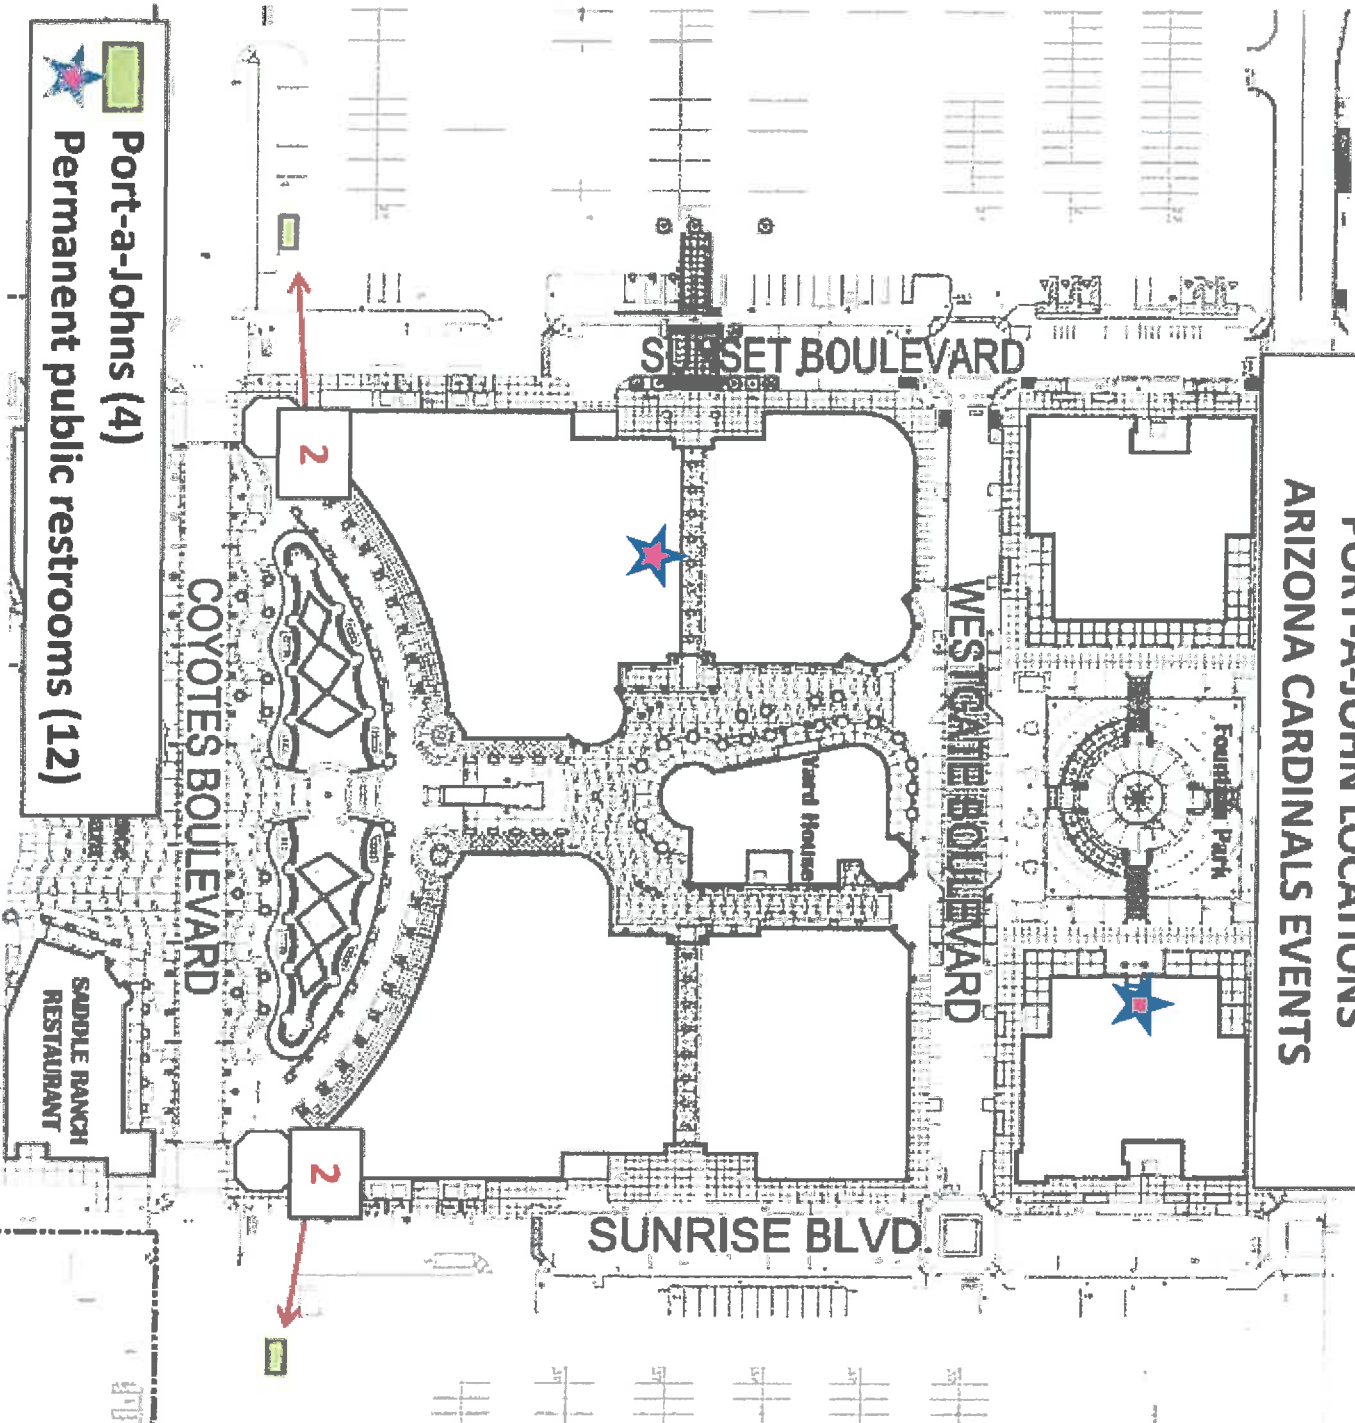 PORT-A-JOHN LOCATIONS
ARIZONA CARDINALS EVENTS
Fountain Park
WESTGATE BOULEVARD
Yard House
SUNSET BOULEVARD
SUNRISE BLVD
2
2
COYOTES BOULEVARD
SADDLE RANCH
RESTAURANT
Port-a-Johns (4)
Permanent public restrooms (12)